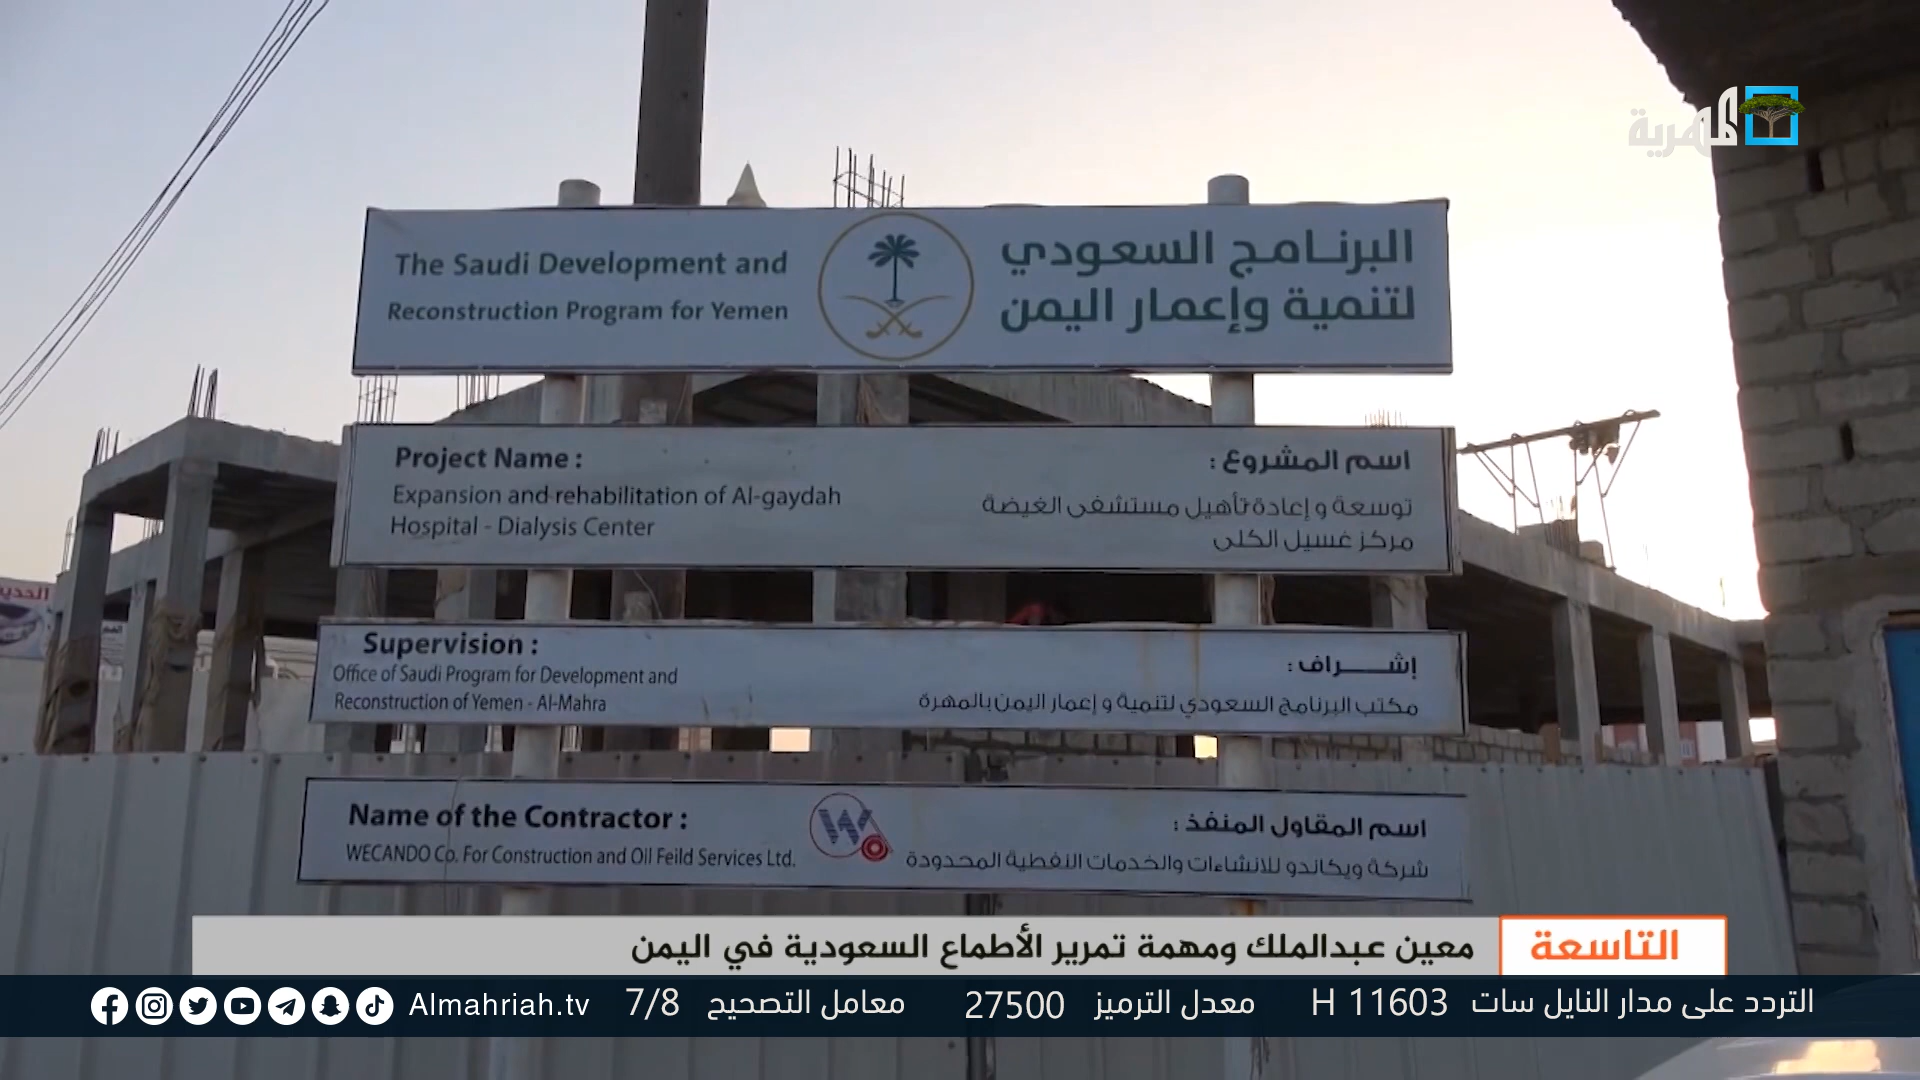 المهرية
The Saudi Development and
Reconstruction Program for Yemen
البرنامج السعودي
لتنمية وإعمار اليمن
Project Name :
Expansion and rehabilitation of Al-gaydah
Hospital - Dialysis Center
اسم المشروع :
توسعة و إعادة تأهيل مستشفى الغيضة
مركز غسيل الكلى
Supervision :
Office of Saudi Program for Development and
Reconstruction of Yemen - Al-Mahra
إشـــراف :
مكتب البرنامج السعودي لتنمية و إعمار اليمن بالمهرة
Name of the Contractor :
WECANDO Co. For Construction and Oil Feild Services Ltd.
W
اسم المقاول المنفذ :
شركة ويكاندو للانشاءات والخدمات النفطية المحدودة
التاسعة
معين عبدالملك ومهمة تمرير الأطماع السعودية في اليمن
التردد على مدار النايل سات H 11603 معدل الترميز 27500 معامل التصحيح 7/8 Almahriah.tv